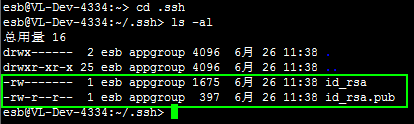 esb@VL-Dev-4334:~> cd .ssh
esb@VL-Dev-4334:~/.ssh> ls -al
总用量 16
drwx------  2 esb appgroup 4096  6月 26 11:38 .
drwxr-xr-x 25 esb appgroup 4096  6月 26 11:38 ..
-rw-------  1 esb appgroup 1675  6月 26 11:38 id_rsa
-rw-r--r--  1 esb appgroup  397  6月 26 11:38 id_rsa.pub
esb@VL-Dev-4334:~/.ssh>